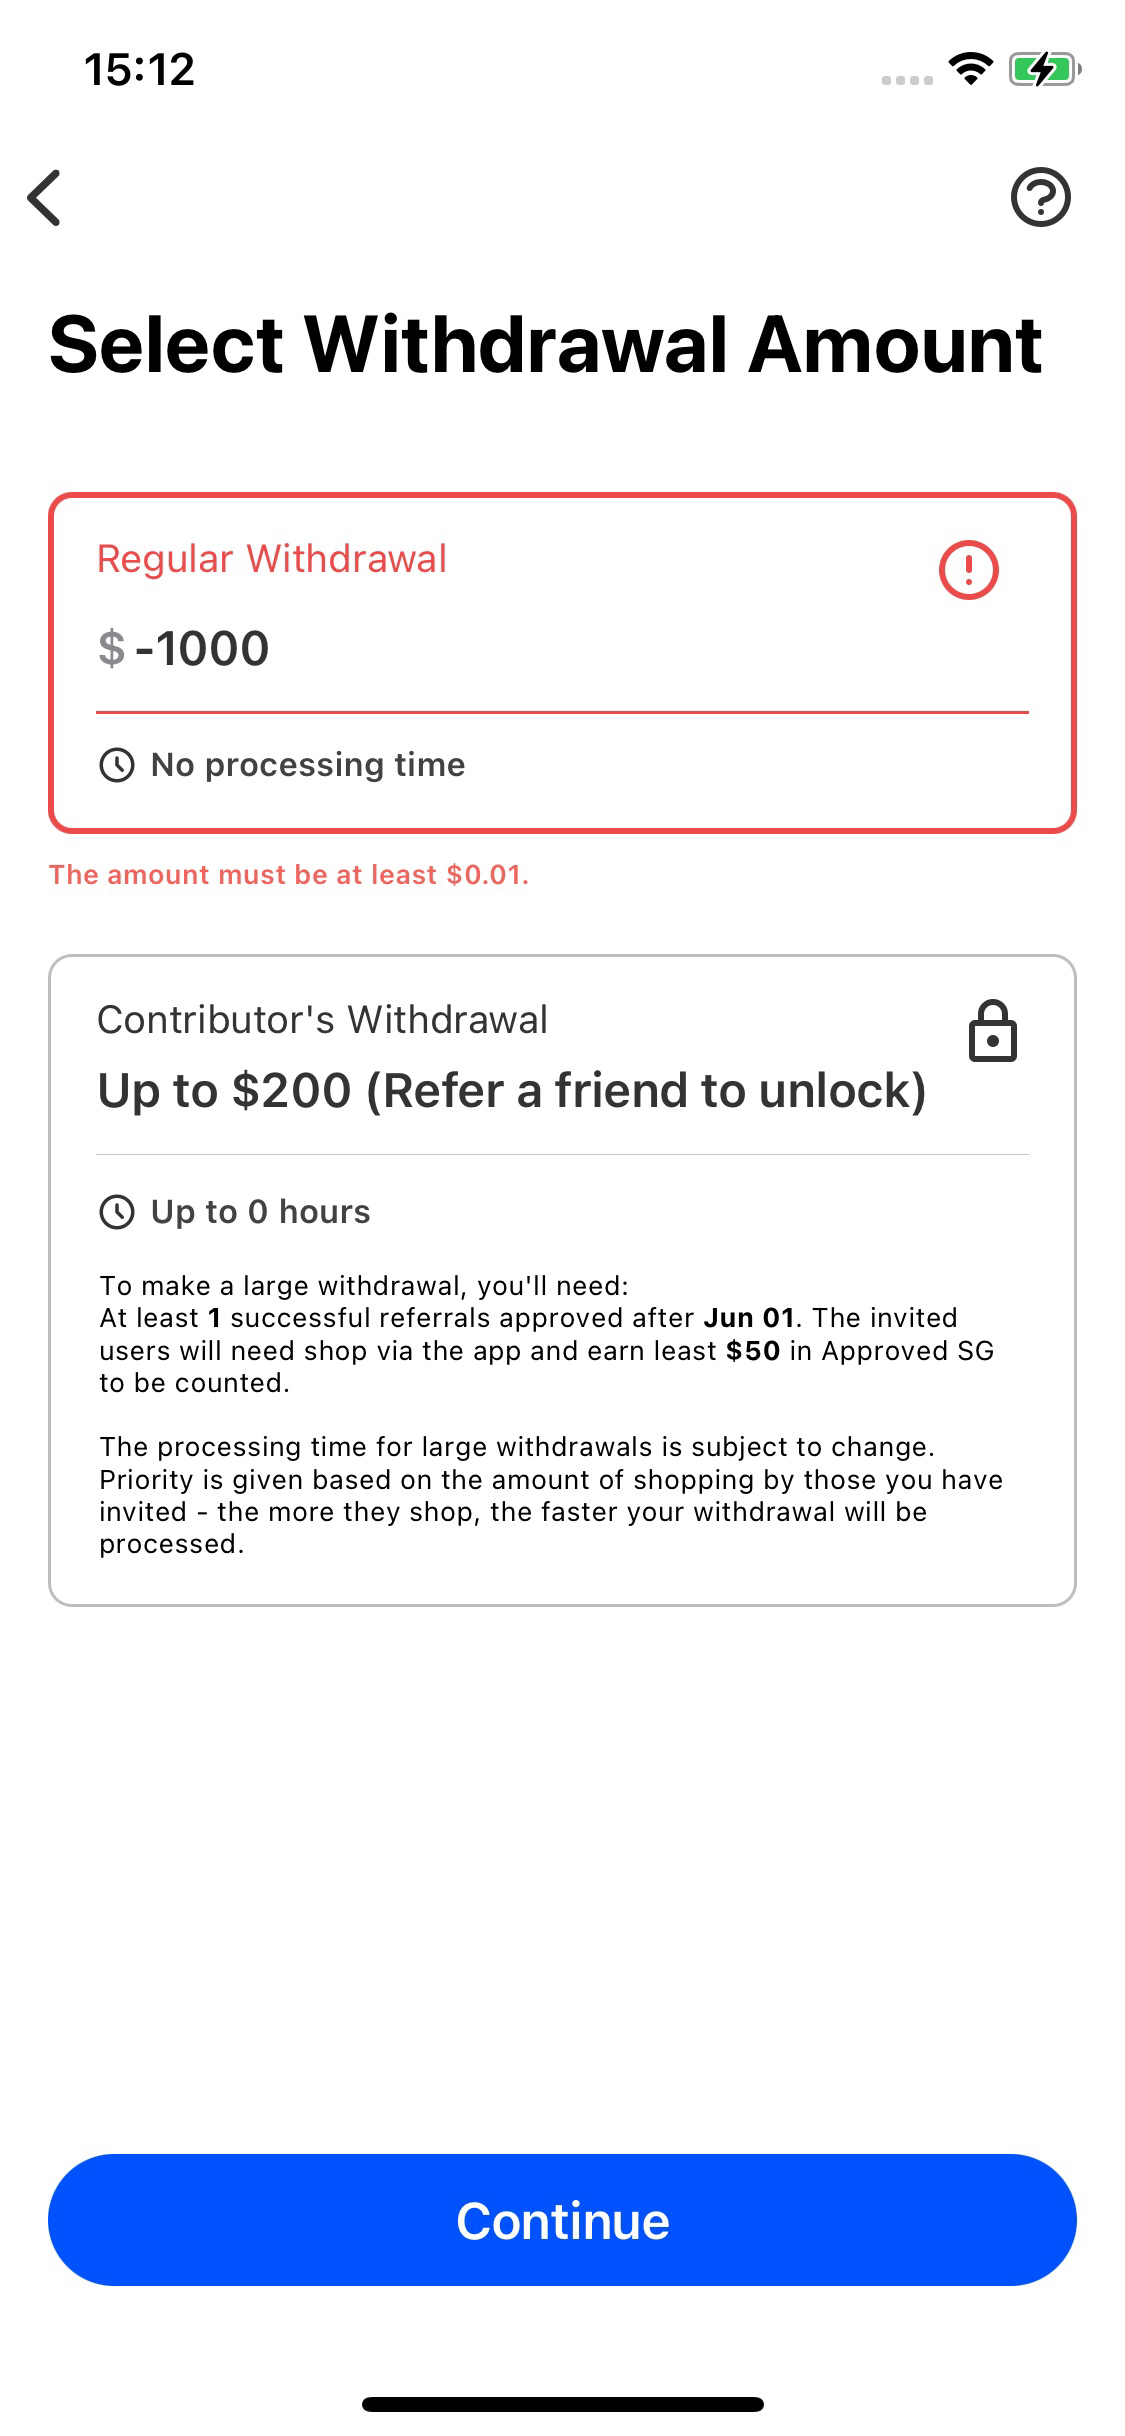 15:12
Select Withdrawal Amount
Regular Withdrawal
$ -1000
No processing time
The amount must be at least $0.01.
Contributor's Withdrawal
Up to $200 (Refer a friend to unlock)
Up to 0 hours
To make a large withdrawal, you'll need:
At least 1 successful referrals approved after Jun 01. The invited
users will need shop via the app and earn least $50 in Approved SG
to be counted.
The processing time for large withdrawals is subject to change.
Priority is given based on the amount of shopping by those you have
invited - the more they shop, the faster your withdrawal will be
processed.
Continue